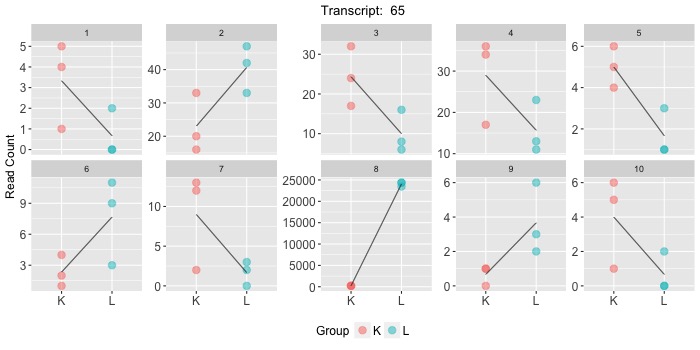 Transcript: 65
1 2 3 4 5
5 4 3 2 1 0
40 30 20
30 20 10
30 20 10
6 4 2
Read Count
6 7 8 9 10
9 6 3
10 5 0
25000 20000 15000 10000 5000 0
6 4 2 0
6 4 2 0
K L K L K L K L K L
Group K L